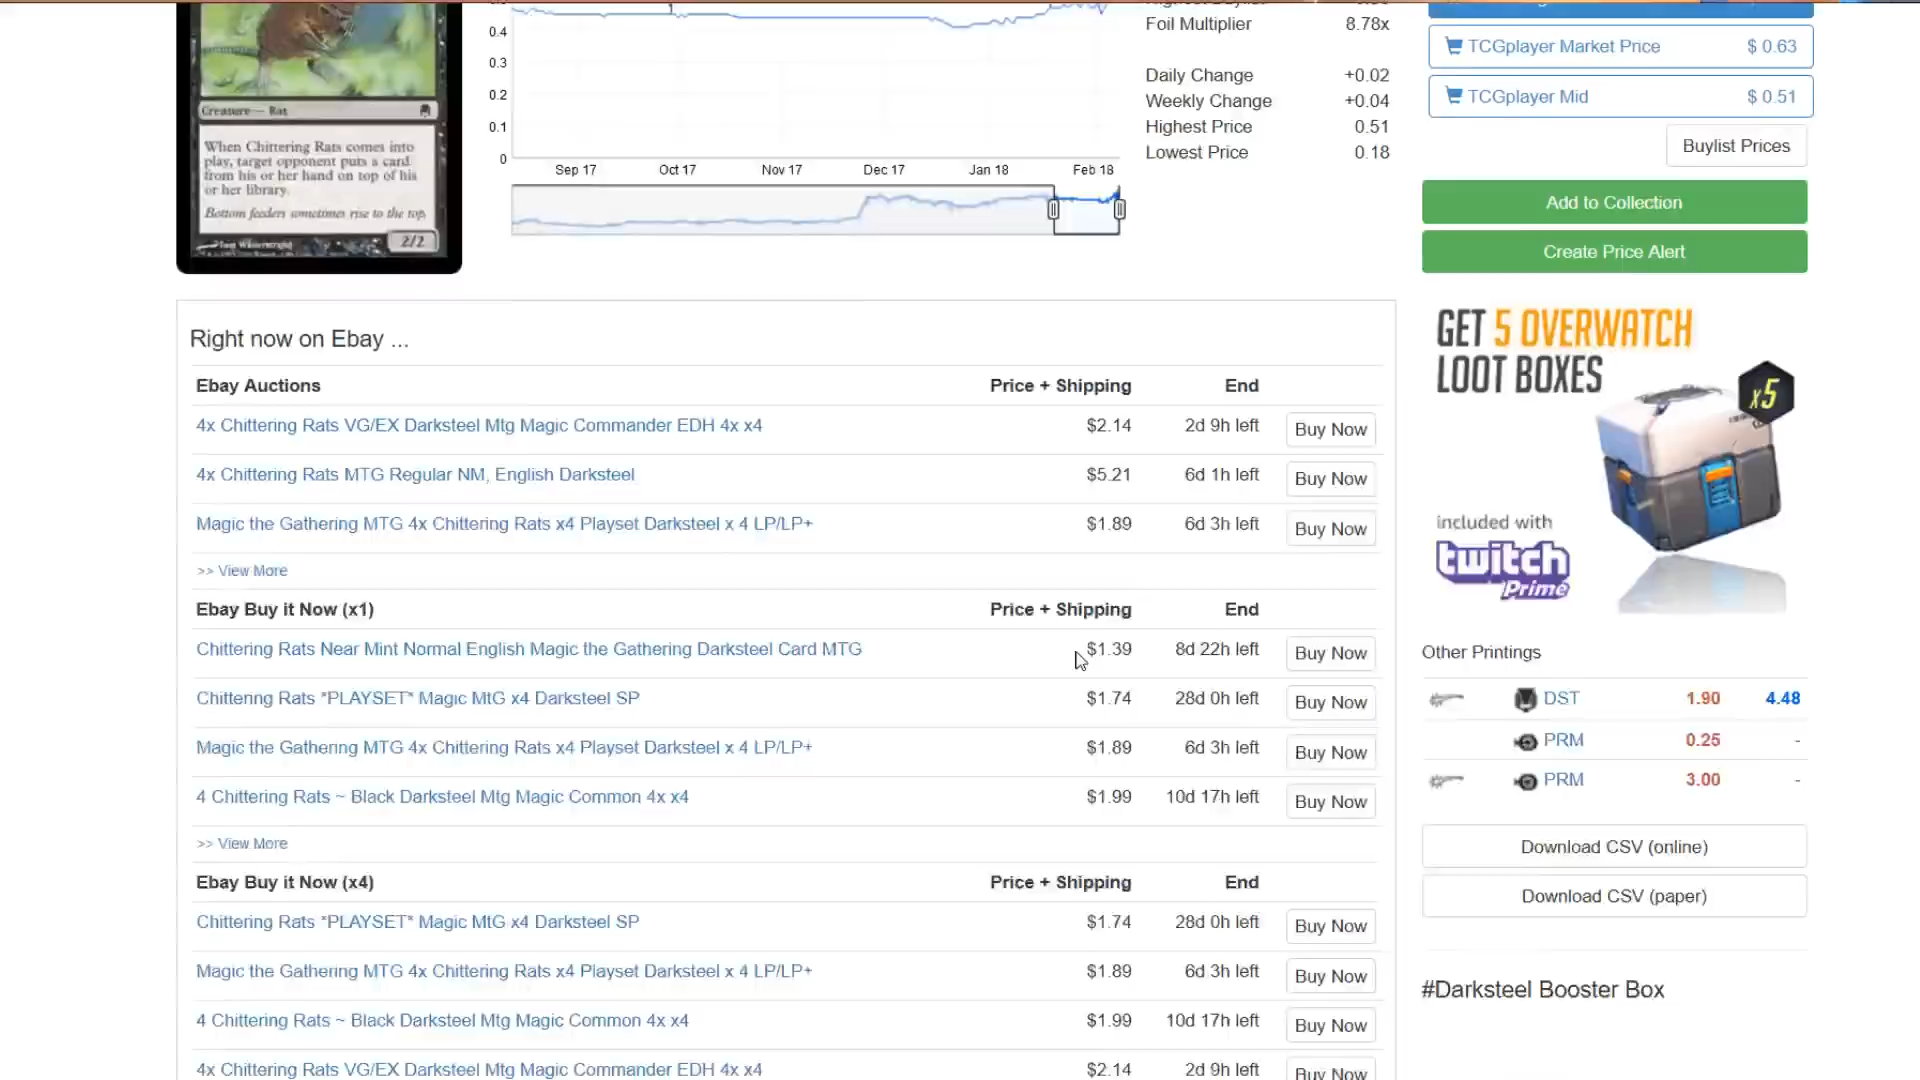 0.4
0.3
0.2
0.1
0
Sep 17 Oct 17 Nov 17 Dec 17 Jan 18 Feb 18
Creature — Rat
When Chittering Rats comes into
play, target opponent puts a card
from his or her hand on top of his
or her library.
Bottom feeders sometimes rise to the top.
2/2
Foil Multiplier 8.78x
Daily Change +0.02
Weekly Change +0.04
Highest Price 0.51
Lowest Price 0.18
TCGplayer Market Price $ 0.63
TCGplayer Mid $ 0.51
Buylist Prices
Add to Collection
Create Price Alert
Right now on Ebay ...
Ebay Auctions Price + Shipping End
4x Chittering Rats VG/EX Darksteel Mtg Magic Commander EDH 4x x4 $2.14 2d 9h left Buy Now
4x Chittering Rats MTG Regular NM, English Darksteel $5.21 6d 1h left Buy Now
Magic the Gathering MTG 4x Chittering Rats x4 Playset Darksteel x 4 LP/LP+ $1.89 6d 3h left Buy Now
>> View More
Ebay Buy it Now (x1) Price + Shipping End
Chittering Rats Near Mint Normal English Magic the Gathering Darksteel Card MTG $1.39 8d 22h left Buy Now
Chittering Rats *PLAYSET* Magic MtG x4 Darksteel SP $1.74 28d 0h left Buy Now
Magic the Gathering MTG 4x Chittering Rats x4 Playset Darksteel x 4 LP/LP+ $1.89 6d 3h left Buy Now
4 Chittering Rats ~ Black Darksteel Mtg Magic Common 4x x4 $1.99 10d 17h left Buy Now
>> View More
Ebay Buy it Now (x4) Price + Shipping End
Chittering Rats *PLAYSET* Magic MtG x4 Darksteel SP $1.74 28d 0h left Buy Now
Magic the Gathering MTG 4x Chittering Rats x4 Playset Darksteel x 4 LP/LP+ $1.89 6d 3h left Buy Now
4 Chittering Rats ~ Black Darksteel Mtg Magic Common 4x x4 $1.99 10d 17h left Buy Now
4x Chittering Rats VG/EX Darksteel Mtg Magic Commander EDH 4x x4 $2.14 2d 9h left Buy Now
GET 5 OVERWATCH
LOOT BOXES
x5
included with
twitch
Prime
Other Printings
DST 1.90 4.48
PRM 0.25 -
PRM 3.00 -
Download CSV (online)
Download CSV (paper)
#Darksteel Booster Box